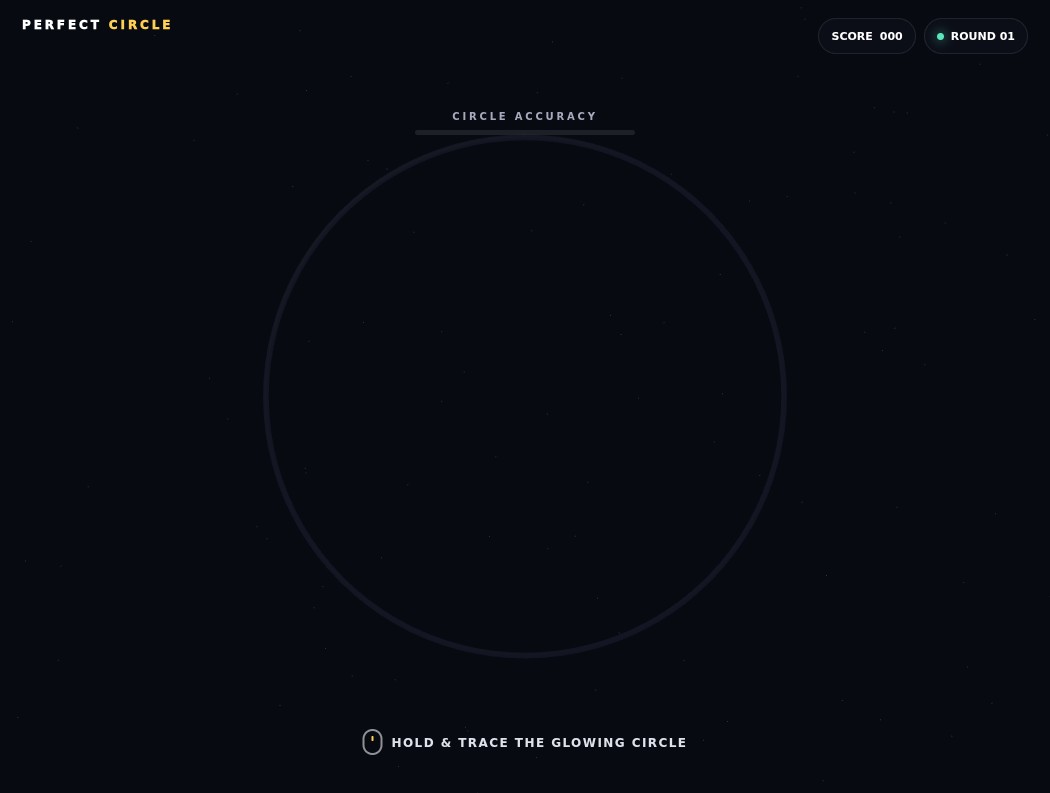 PERFECT CIRCLE
SCORE 000
ROUND 01
CIRCLE ACCURACY
HOLD & TRACE THE GLOWING CIRCLE